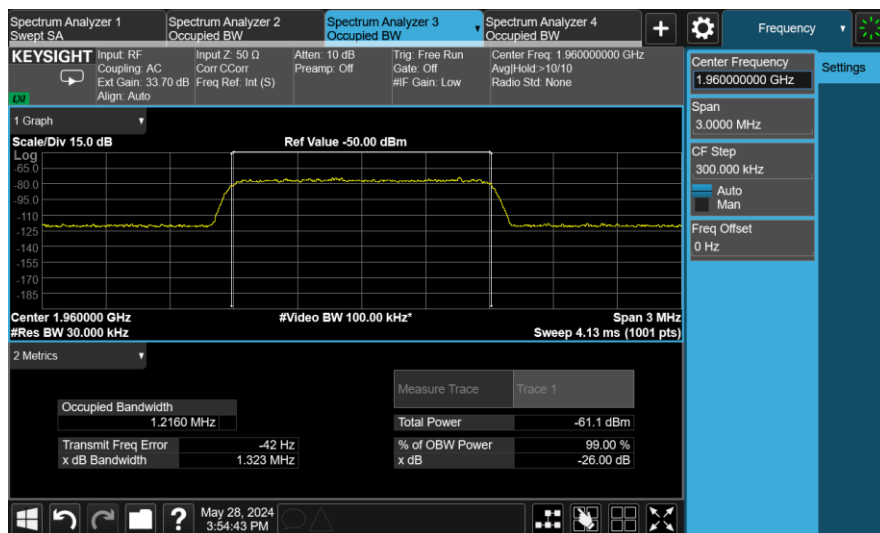 Spectrum Analyzer 1
Swept SA
Spectrum Analyzer 2
Occupied BW
Spectrum Analyzer 3
Occupied BW
Spectrum Analyzer 4
Occupied BW
Frequency
KEYSIGHT
Input: RF
Coupling: AC
Ext Gain: 33.70 dB
Align: Auto
Input Z: 50 Ω
Corr CCorr
Freq Ref: Int (S)
Atten: 10 dB
Preamp: Off
Trig: Free Run
Gate: Off
#IF Gain: Low
Center Freq: 1.960000000 GHz
Avg|Hold:>10/10
Radio Std: None
LXI
Center Frequency
1.960000000 GHz
Settings
Span
3.0000 MHz
CF Step
300.000 kHz
Auto
Man
Freq Offset
0 Hz
1 Graph
Scale/Div 15.0 dB
Ref Value -50.00 dBm
Log
-65.0
-80.0
-95.0
-110
-125
-140
-155
-170
-185
Center 1.960000 GHz
#Video BW 100.00 kHz*
Span 3 MHz
#Res BW 30.000 kHz
Sweep 4.13 ms (1001 pts)
2 Metrics
Measure Trace
Trace 1
Occupied Bandwidth
1.2160 MHz
Total Power
-61.1 dBm
Transmit Freq Error
-42 Hz
% of OBW Power
99.00 %
x dB Bandwidth
1.323 MHz
x dB
-26.00 dB
?
May 28, 2024
3:54:43 PM